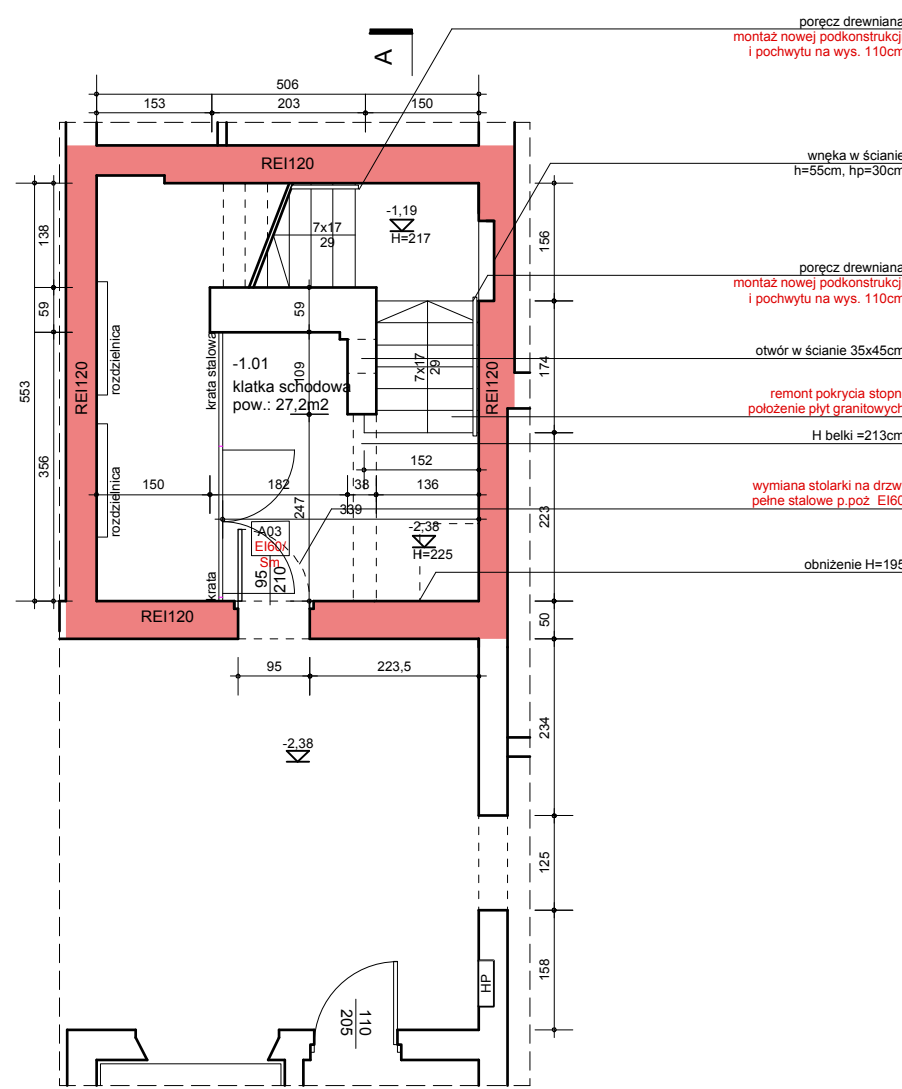 poręcz drewniana
montaż nowej podkonstrukcji
i pochwytu na wys. 110cm
A
506
153
203
150
REI120
wnęka w ścianie
h=55cm, hp=30cm
-1,19
H=217
7x17
29
138
156
59
59
poręcz drewniana
montaż nowej podkonstrukcji
i pochwytu na wys. 110cm
rozdzielnica
krata stalowa
-1.01
klatka schodowa
pow.: 27,2m2
109
7x17
29
174
REI120
REI120
553
otwór w ścianie 35x45cm
remont pokrycia stopni
położenie płyt granitowych
H belki =213cm
356
rozdzielnica
152
150
182
38
136
247
339
223
wymiana stolarki na drzwi
pełne stalowe p.poż EI60
-A03
EI60/
Sm
95
210
-2,38
H=225
krata
obniżenie H=195
REI120
50
95
223,5
234
-2,38
125
158
HP
110
205